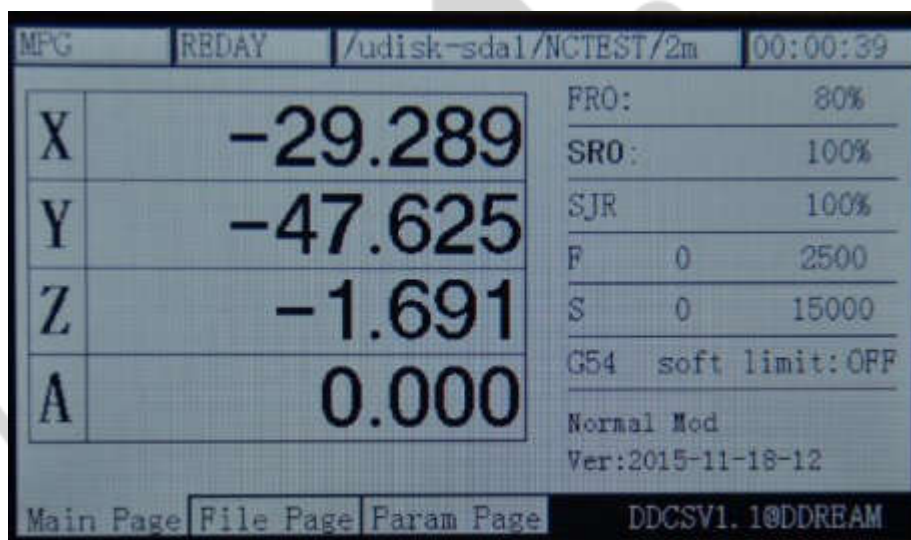 MPG REDAY /udisk-sda1/NCTEST/2m 00:00:39
X -29.289
Y -47.625
Z -1.691
A 0.000
FRO: 80%
SRO: 100%
SJR 100%
F 0 2500
S 0 15000
G54 soft limit:OFF
Normal Mod
Ver:2015-11-18-12
Main Page File Page Param Page DDCSV1.1@DDREAM